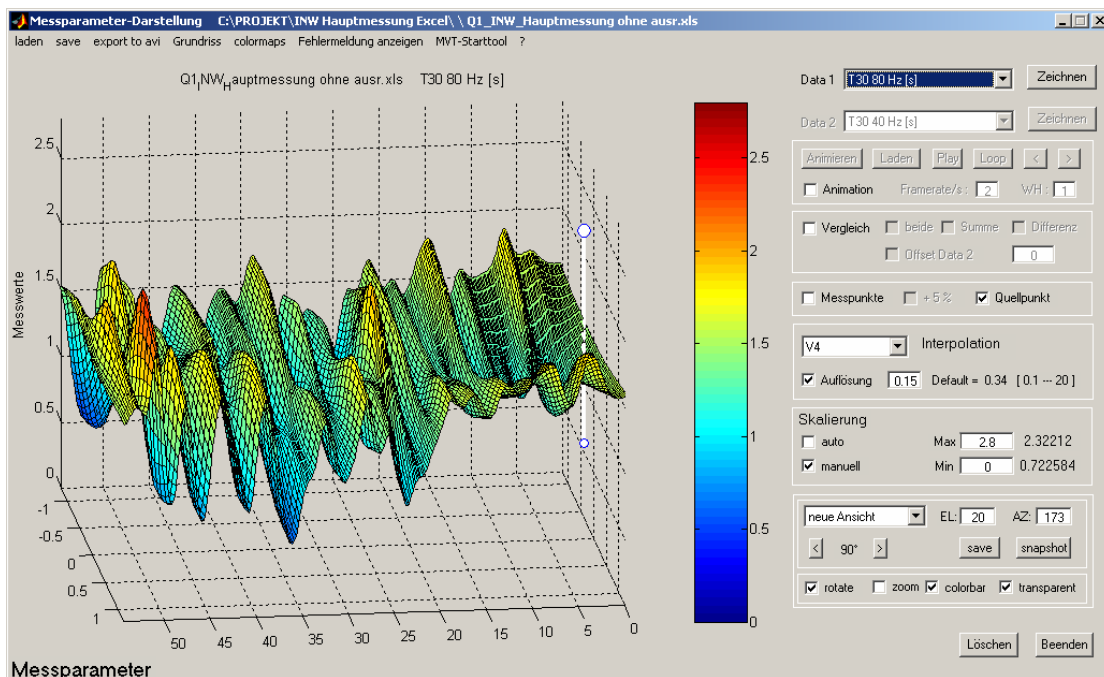 Messparameter-Darstellung C:\PROJEKT\INW Hauptmessung Excel\ \ Q1_INW_Hauptmessung ohne ausr.xls
laden save export to avi Grundriss colormaps Fehlermeldung anzeigen MVT-Starttool ?
Q1INWHauptmessung ohne ausr.xls T30 80 Hz [s]
Messwerte
2.5
2
1.5
1
0.5
0
-1
-0.5
0
0.5
1
50 45 40 35 30 25 20 15 10 5 0
2.5
2
1.5
1
0.5
0
Messparameter
Data 1 T30 80 Hz [s] Zeichnen
Data 2 T30 40 Hz [s] Zeichnen
Animieren Laden Play Loop < >
Animation Framerate/s : 2 WH : 1
Vergleich beide Summe Differenz
Offset Data 2 0
Messpunkte + 5 % Quellpunkt
V4 Interpolation
Auflösung 0.15 Default = 0.34 [ 0.1 --- 20 ]
Skalierung
auto Max 2.8 2.32212
manuell Min 0 0.722584
neue Ansicht EL: 20 AZ: 173
< 90° > save snapshot
rotate zoom colorbar transparent
Löschen Beenden